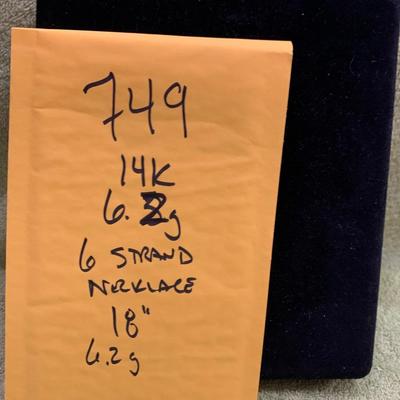 749
14K
6.2g
6 STRAND
NECKLACE
18"
6.2g